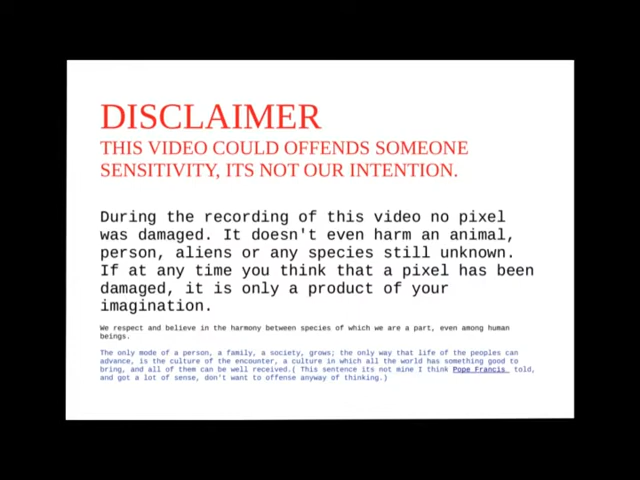 DISCLAIMER
THIS VIDEO COULD OFFENDS SOMEONE
SENSITIVITY, ITS NOT OUR INTENTION.
During the recording of this video no pixel
was damaged. It doesn't even harm an animal,
person, aliens or any species still unknown.
If at any time you think that a pixel has been
damaged, it is only a product of your
imagination.
We respect and believe in the harmony between species of which we are a part, even among human
beings.
The only mode of a person, a family, a society, grows; the only way that life of the peoples can
advance, is the culture of the encounter, a culture in which all the world has something good to
bring, and all of them can be well received.( This sentence its not mine I think Pope Francis  told,
and got a lot of sense, don't want to offense anyway of thinking.)